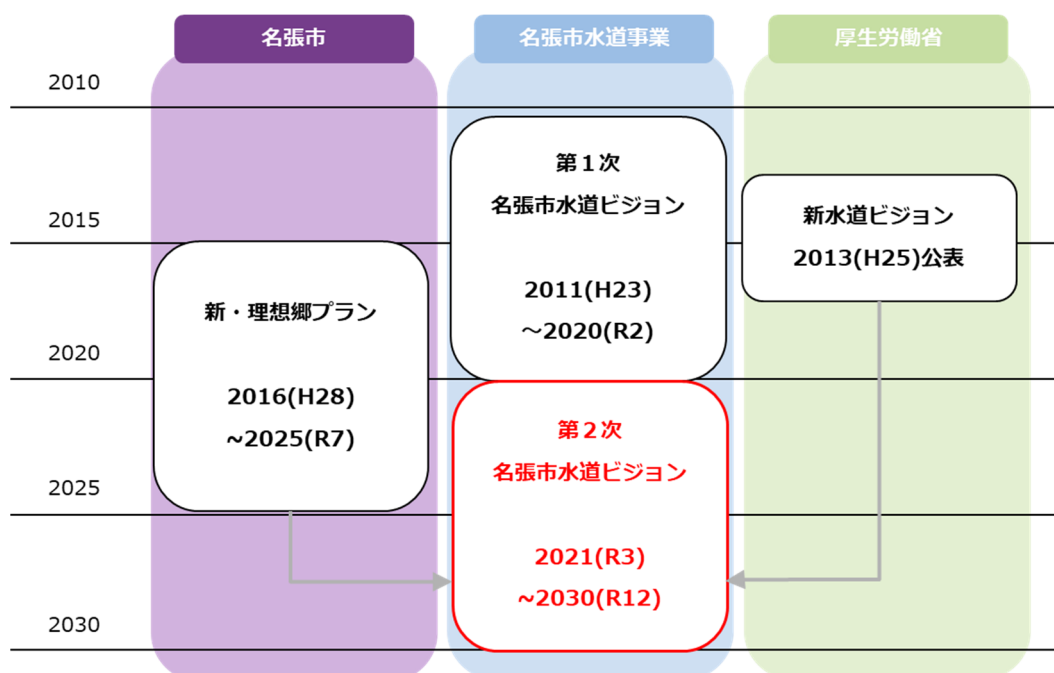 名張市
名張市水道事業
厚生労働省
2010
2015
2020
2025
2030
新・理想郷プラン
2016(H28)
~2025(R7)
第１次
名張市水道ビジョン
2011(H23)
～2020(R2)
第２次
名張市水道ビジョン
2021(R3)
~2030(R12)
新水道ビジョン
2013(H25)公表